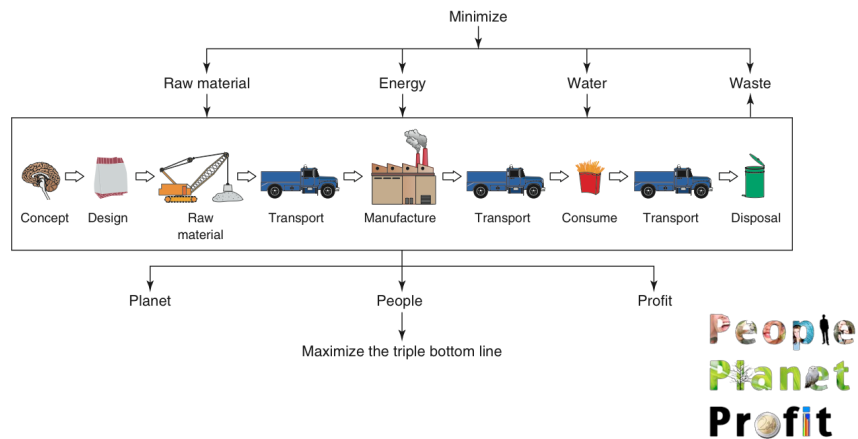 Minimize
Raw material
Energy
Water
Waste
Concept
Design
Raw
material
Transport
Manufacture
Transport
Consume
Transport
Disposal
Planet
People
Profit
Maximize the triple bottom line
People
Planet
Profit